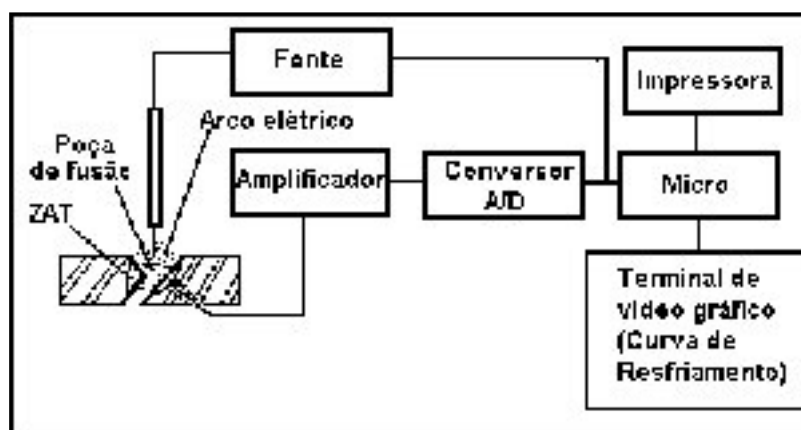 Fonte
Impressora
Arco elétrico
Poça
de fusão
Amplificador
Conversor
A/D
Micro
ZAT
Terminal de
vídeo gráfico
(Curva de
Resfriamento)